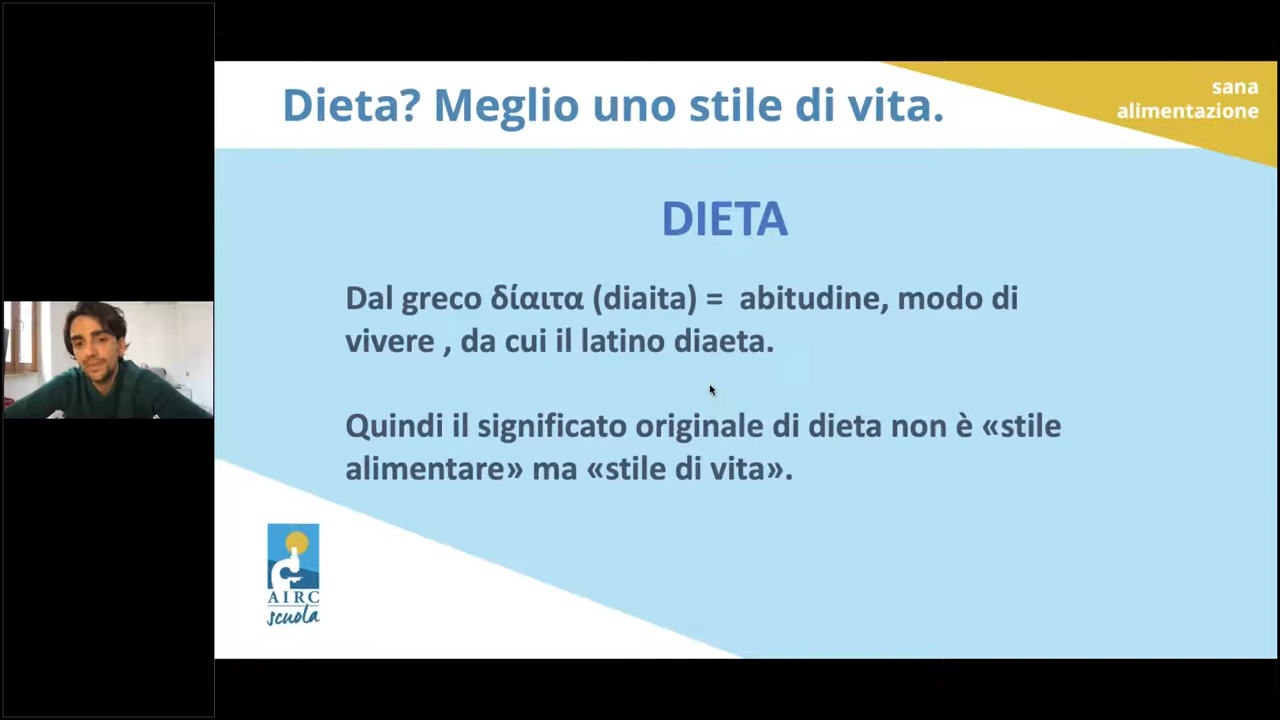 Dieta? Meglio uno stile di vita.
sana
alimentazione
DIETA
Dal greco δίαιτα (diaita) = abitudine, modo di
vivere , da cui il latino diaeta.
Quindi il significato originale di dieta non è «stile
alimentare» ma «stile di vita».
AIRC
scuola